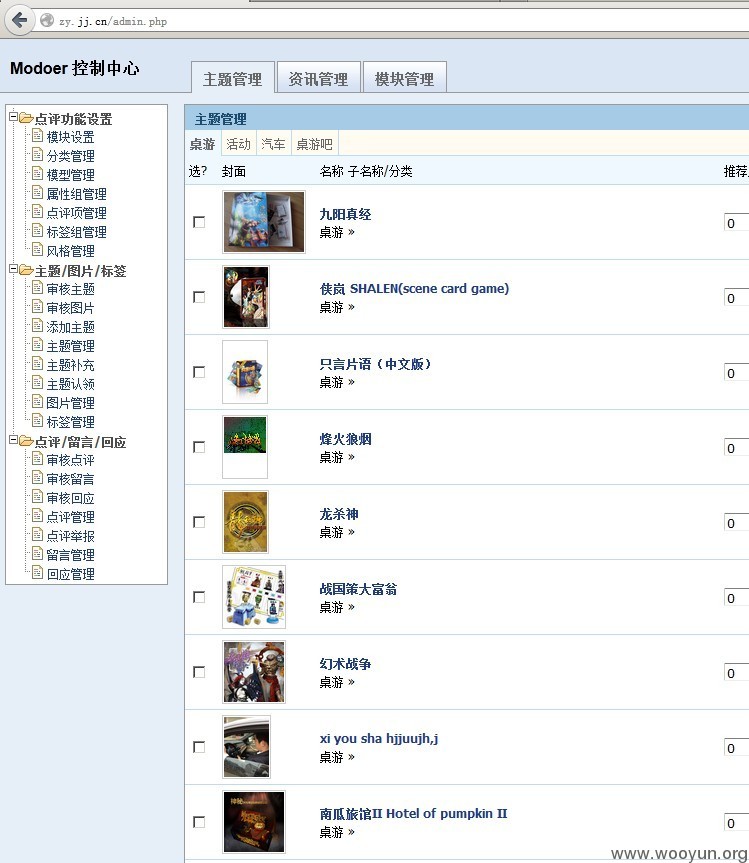 zy.jj.cn/admin.php
Modoer 控制中心
主题管理 资讯管理 模块管理
点评功能设置
模块设置
分类管理
模型管理
属性组管理
点评项管理
标签组管理
风格管理
主题/图片/标签
审核主题
审核图片
添加主题
主题管理
主题补充
主题认领
图片管理
标签管理
点评/留言/回应
审核点评
审核留言
审核回应
点评管理
点评举报
留言管理
回应管理
主题管理
桌游 活动 汽车 桌游吧
选? 封面 名称 子名称/分类 推荐
九阳真经
桌游 »
0
侠岚 SHALEN(scene card game)
桌游 »
0
只言片语（中文版）
桌游 »
0
烽火狼烟
桌游 »
0
龙杀神
桌游 »
0
战国策大富翁
桌游 »
0
幻术战争
桌游 »
0
xi you sha hjjuujh,j
桌游 »
0
南瓜旅馆II Hotel of pumpkin II
桌游 »
0
www.wooyun.org